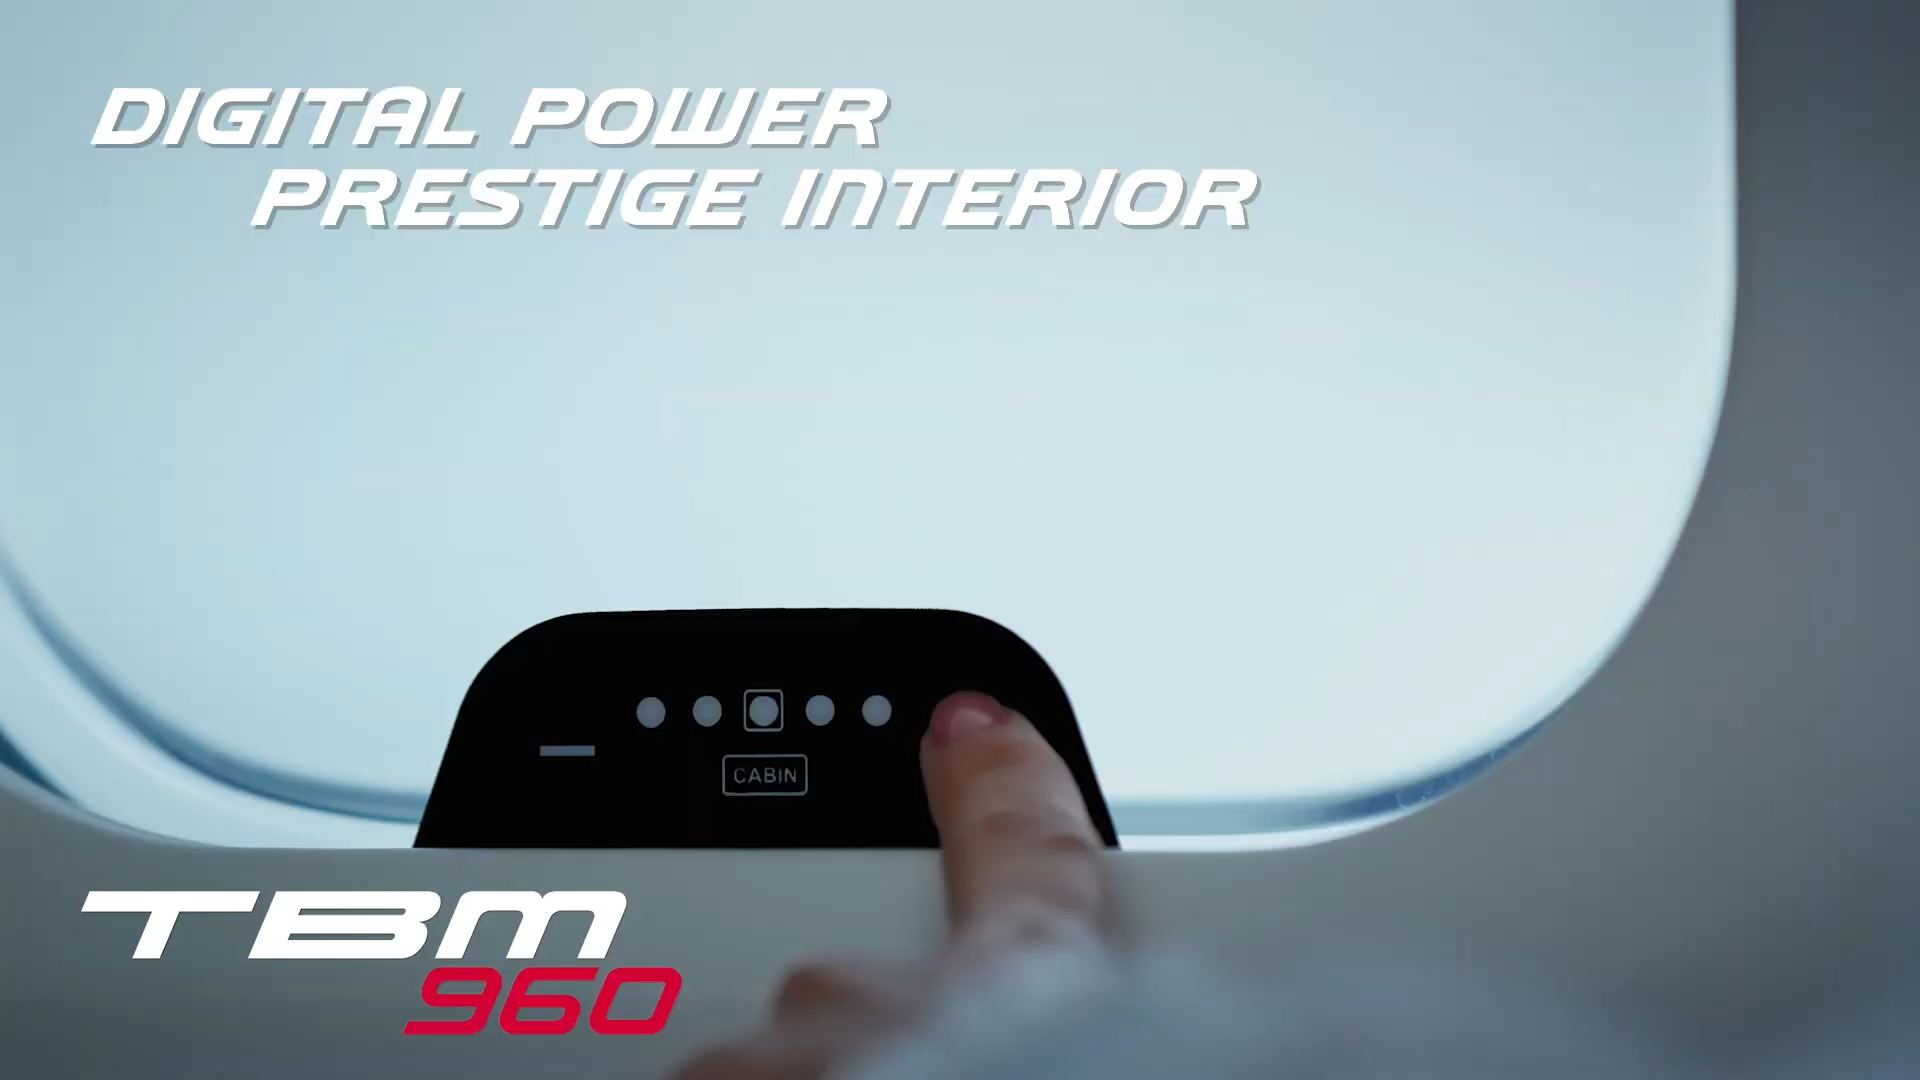 DIGITAL POWER
PRESTIGE INTERIOR
CABIN
TBM
960